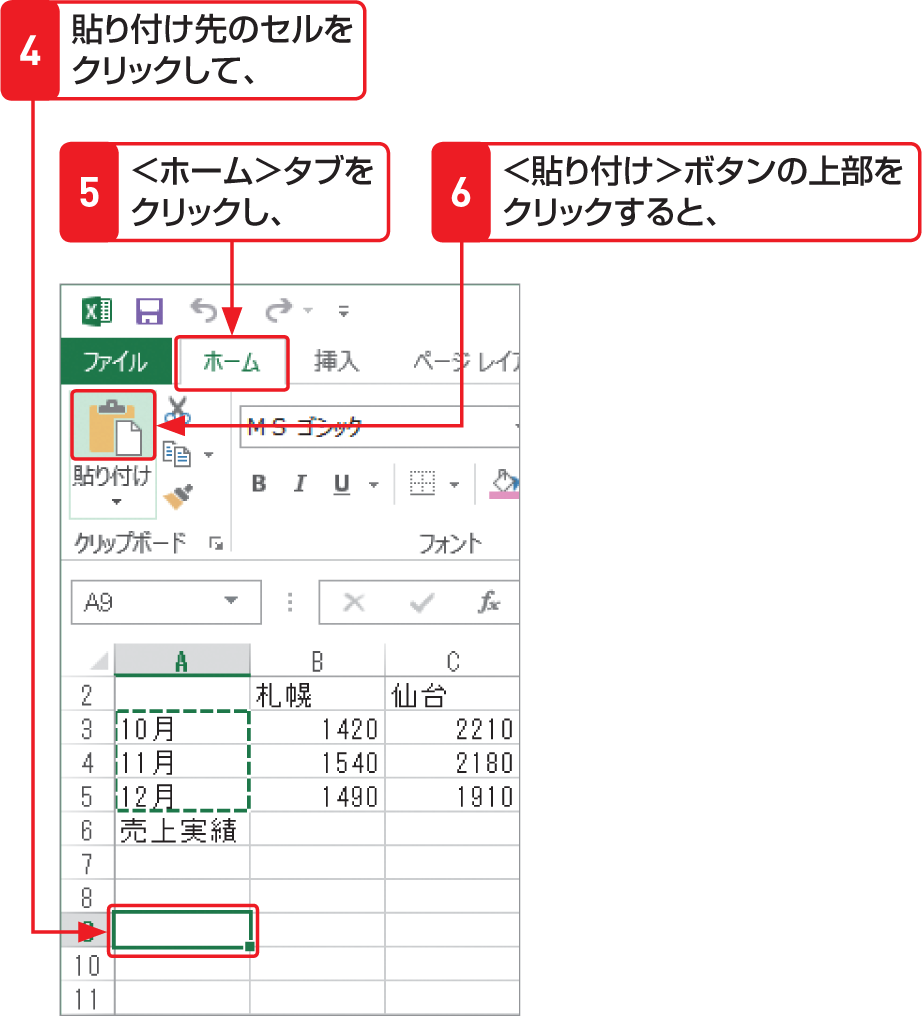 4 貼り付け先のセルを
クリックして、
5 <ホーム>タブを
クリックし、
6 <貼り付け>ボタンの上部を
クリックすると、
ファイル ホーム 挿入 ページ レイ
MS ゴシック
貼り付け
B I U
クリップボード フォント
A9 fx
A B C
2 札幌 仙台
3 10月 1420 2210
4 11月 1540 2180
5 12月 1490 1910
6 売上実績
7
8
9
10
11